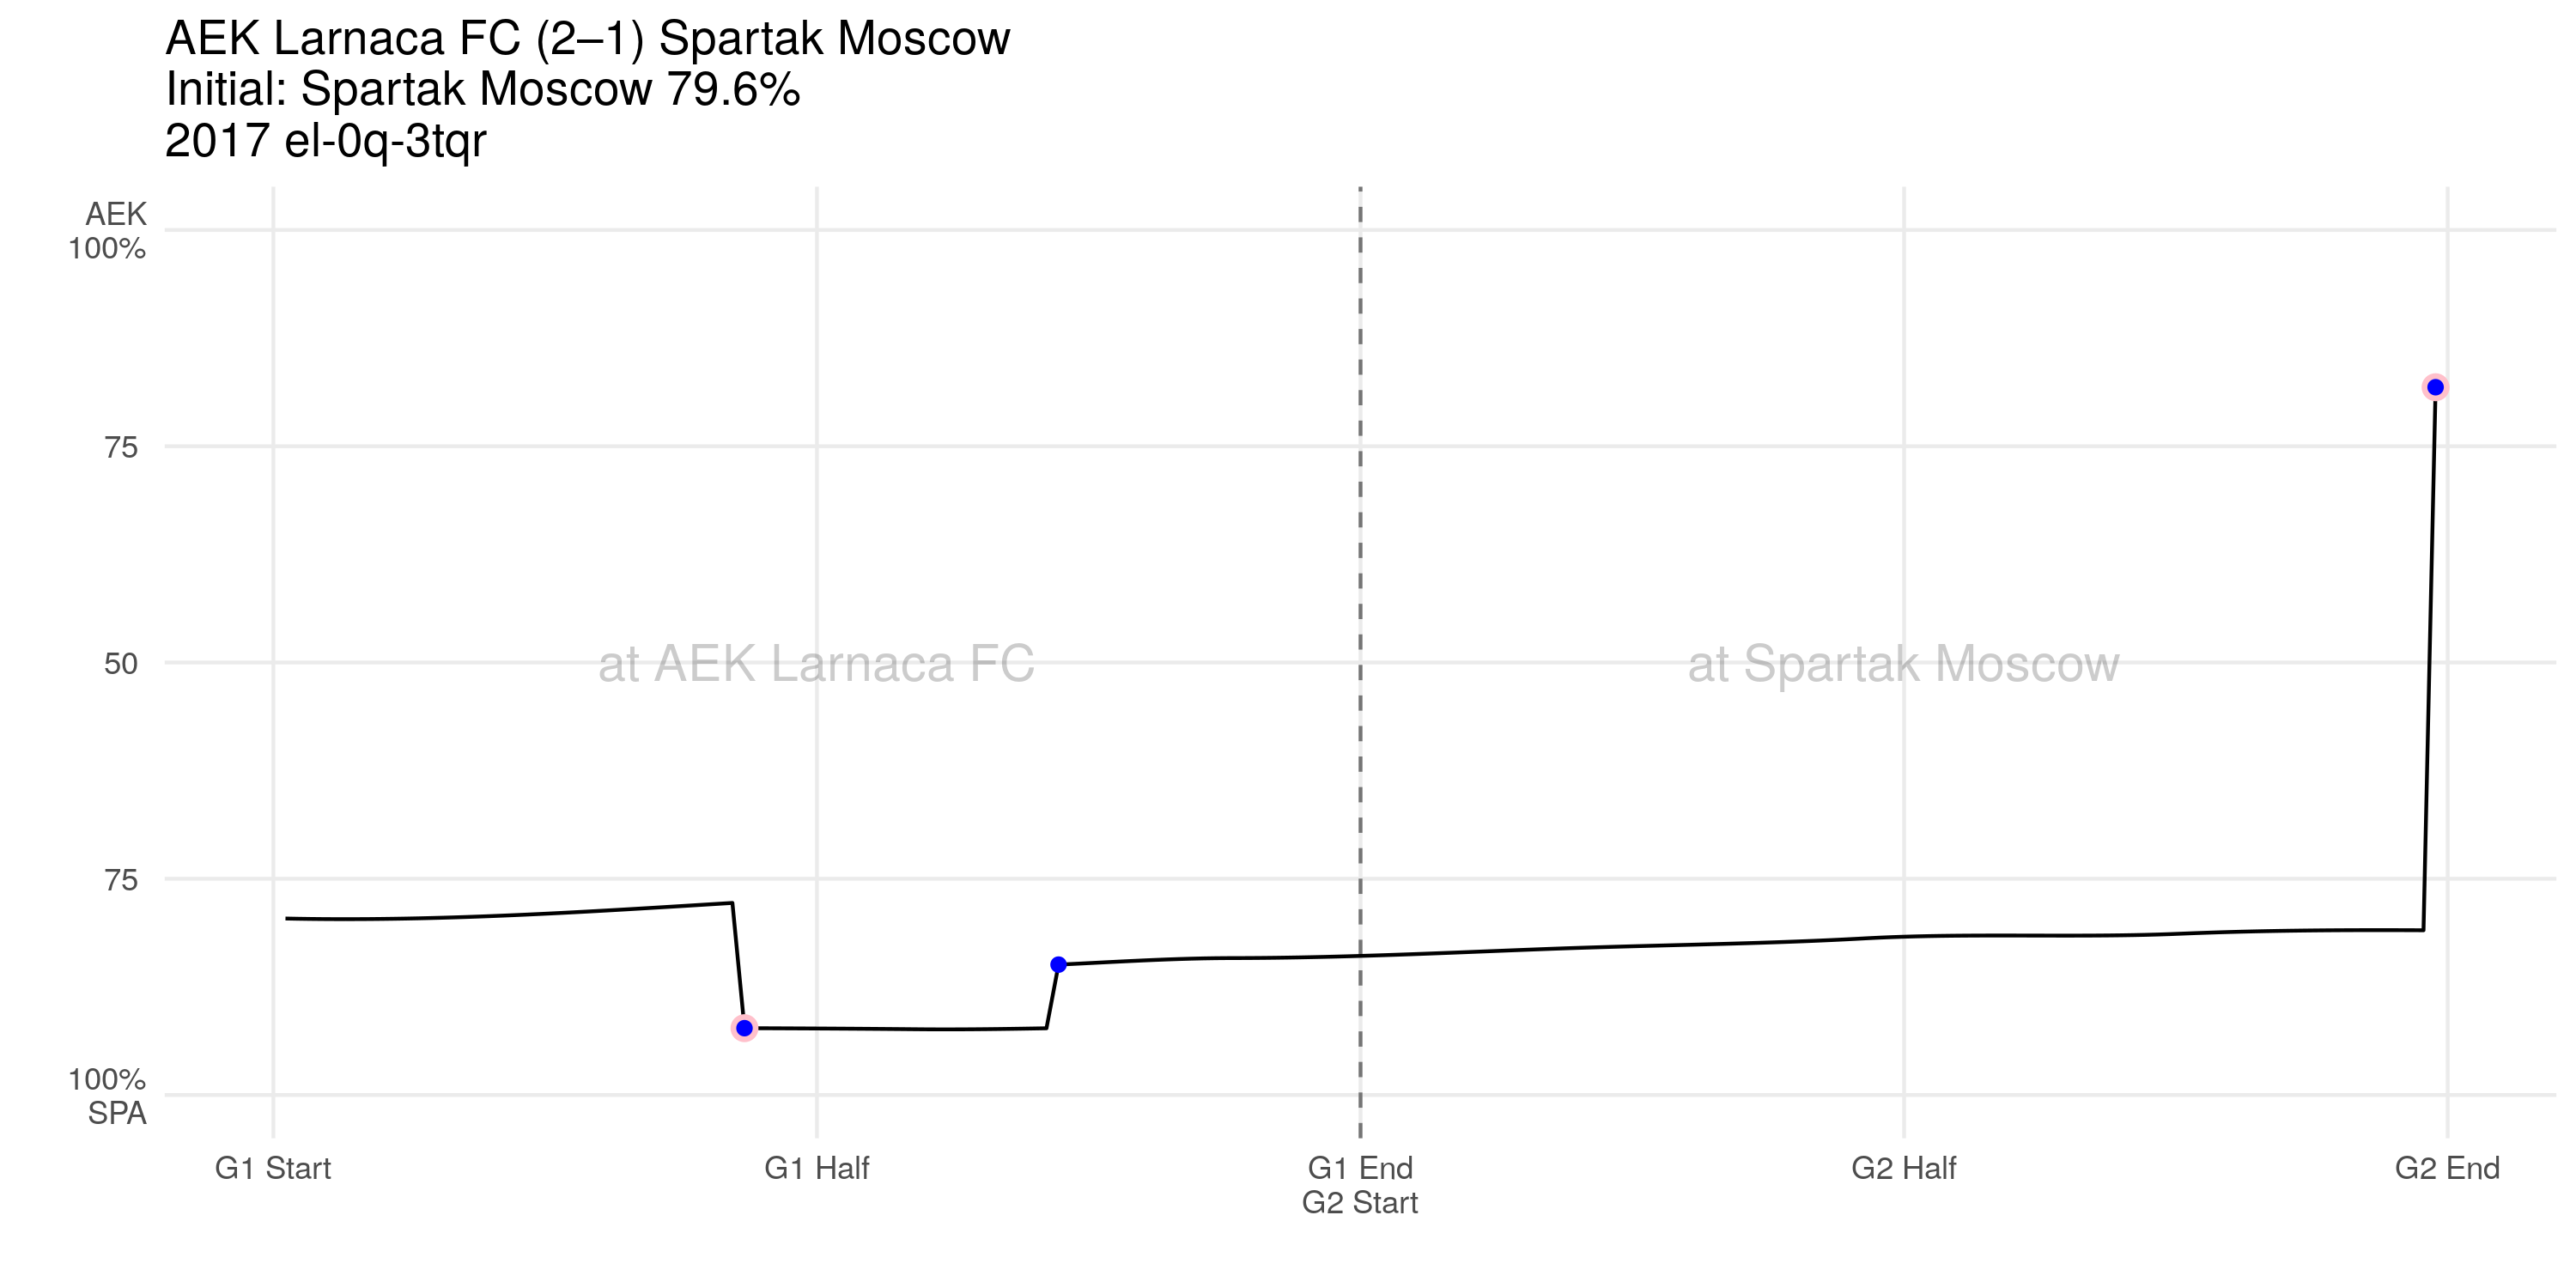 AEK Larnaca FC (2–1) Spartak Moscow
Initial: Spartak Moscow 79.6%
2017 el-0q-3tqr
AEK
100%
75
50
75
100%
SPA
at AEK Larnaca FC
at Spartak Moscow
G1 Start
G1 Half
G1 End
G2 Start
G2 Half
G2 End